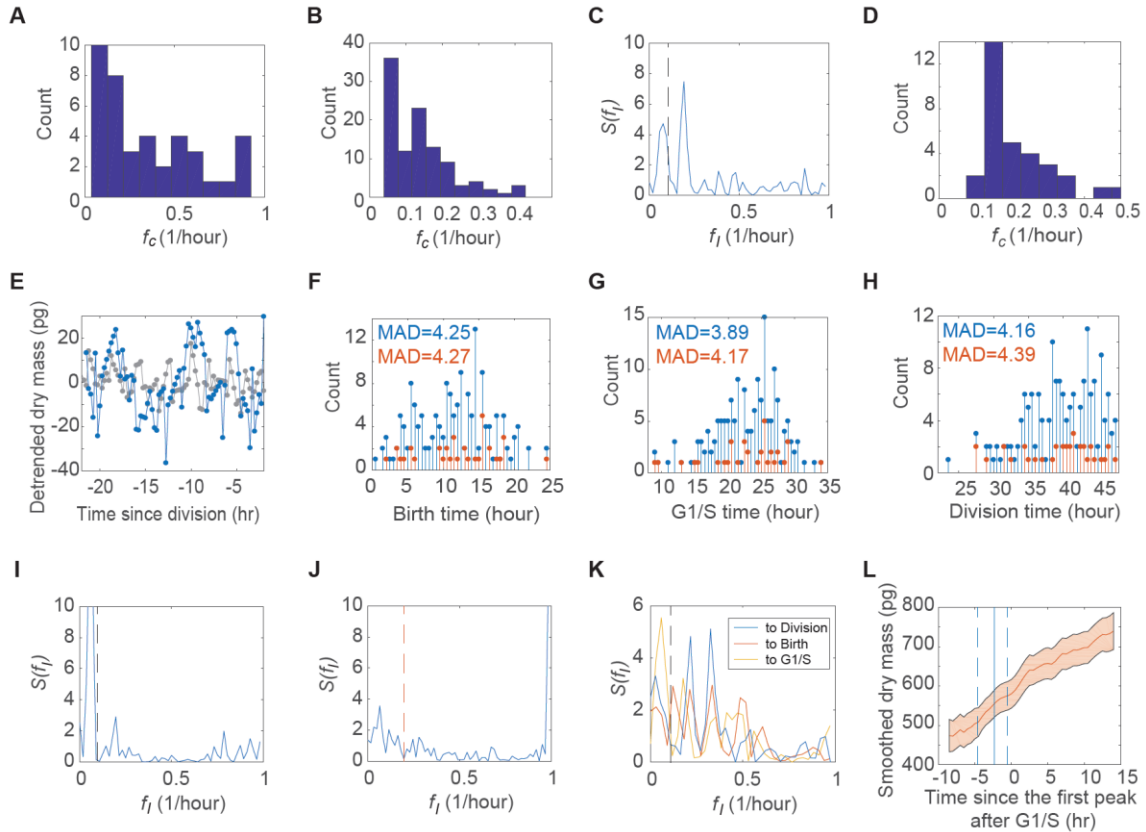 A
B
C
D
10
8
6
4
2
0
Count
0
0.5
1
f_c (1/hour)
40
30
20
10
0
Count
0
0.1
0.2
0.3
0.4
f_c (1/hour)
10
8
6
4
2
0
S(f_I)
0
0.5
1
f_I (1/hour)
12
8
4
0
Count
0
0.1
0.2
0.3
0.4
0.5
f_c (1/hour)
E
F
G
H
Detrended dry mass (pg)
20
0
-20
-40
-20
-15
-10
-5
Time since division (hr)
MAD=4.25
MAD=4.27
12
8
4
0
Count
0
5
10
15
20
25
Birth time (hour)
MAD=3.89
MAD=4.17
15
10
5
0
Count
10
15
20
25
30
35
G1/S time (hour)
MAD=4.16
MAD=4.39
12
8
4
0
Count
25
30
35
40
45
Division time (hour)
I
J
K
L
10
8
6
4
2
0
S(f_I)
0
0.5
1
f_I (1/hour)
10
8
6
4
2
0
S(f_I)
0
0.5
1
f_I (1/hour)
to Division
to Birth
to G1/S
6
4
2
0
S(f_I)
0
0.5
1
f_I (1/hour)
Smoothed dry mass (pg)
800
700
600
500
400
-10
-5
0
5
10
15
Time since the first peak
after G1/S (hr)